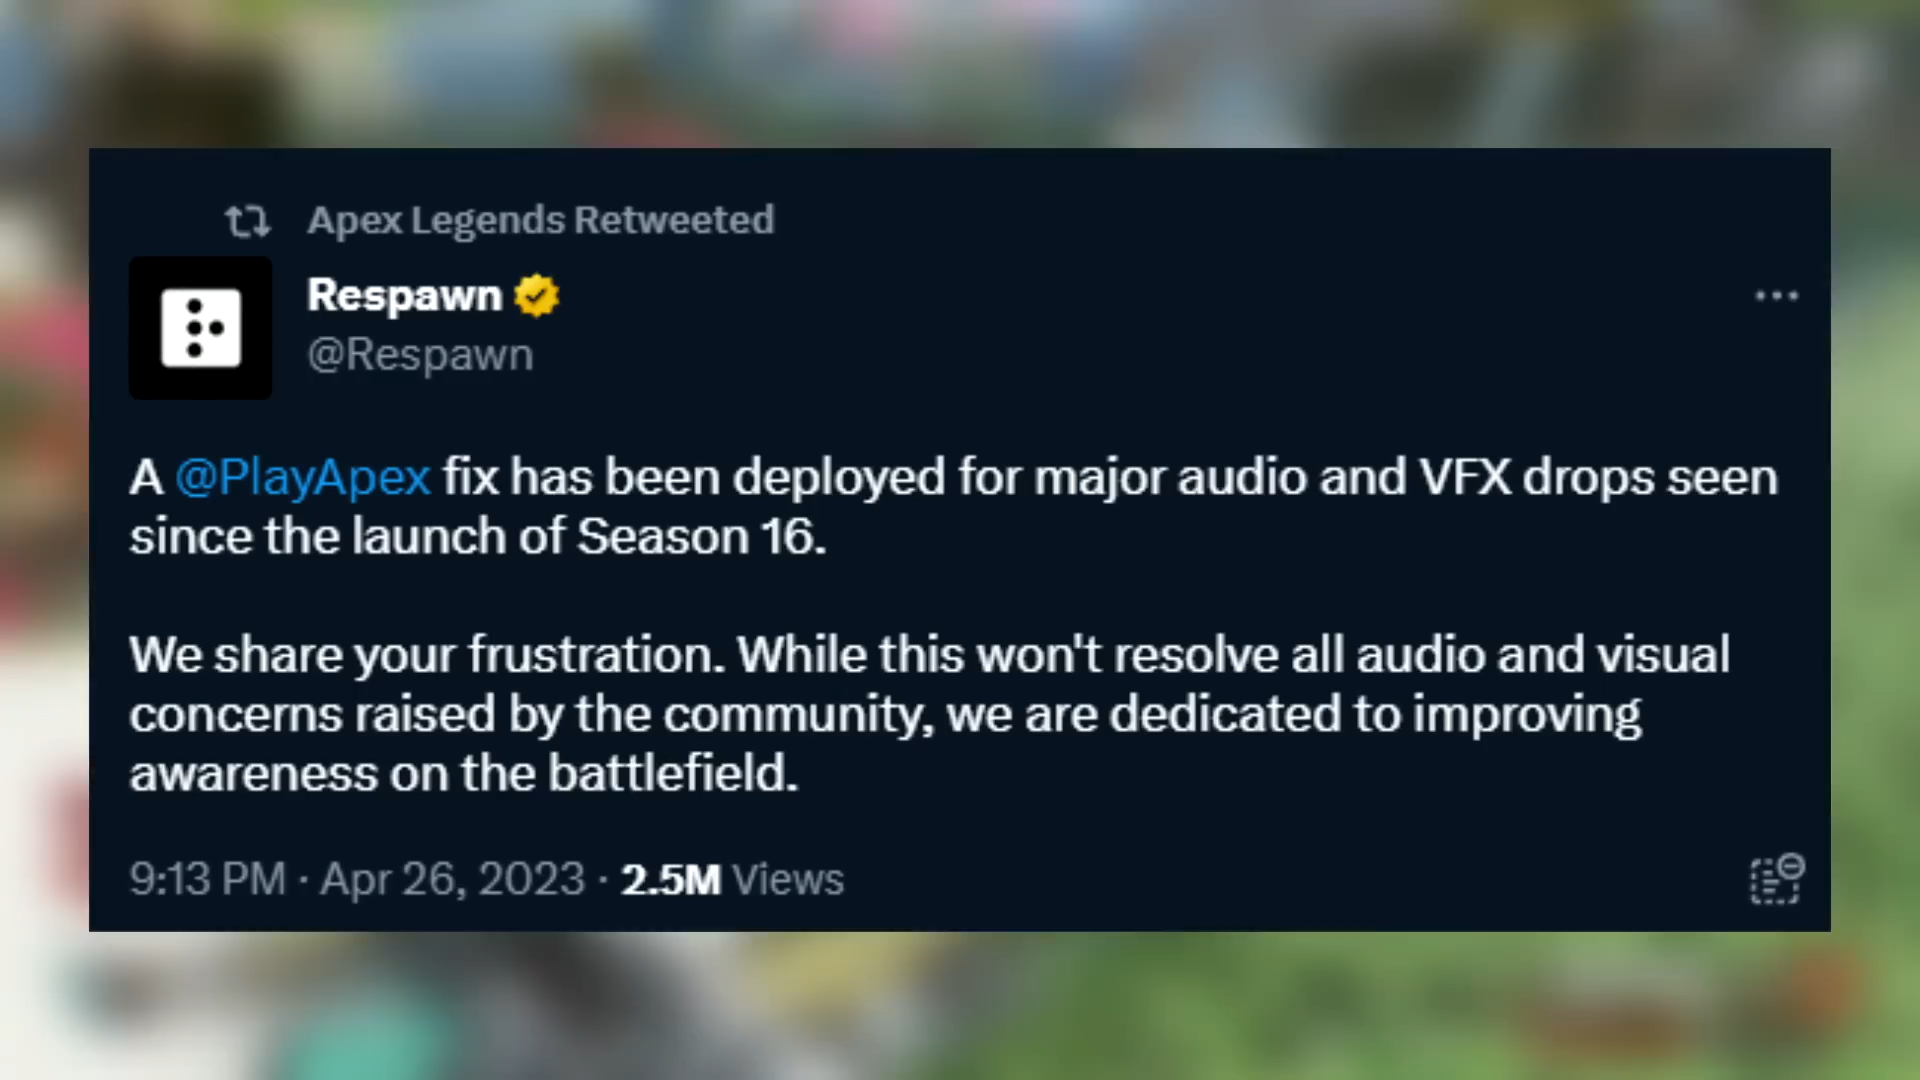 Apex Legends Retweeted
Respawn
@Respawn
A @PlayApex fix has been deployed for major audio and VFX drops seen
since the launch of Season 16.
We share your frustration. While this won't resolve all audio and visual
concerns raised by the community, we are dedicated to improving
awareness on the battlefield.
9:13 PM · Apr 26, 2023 · 2.5M Views